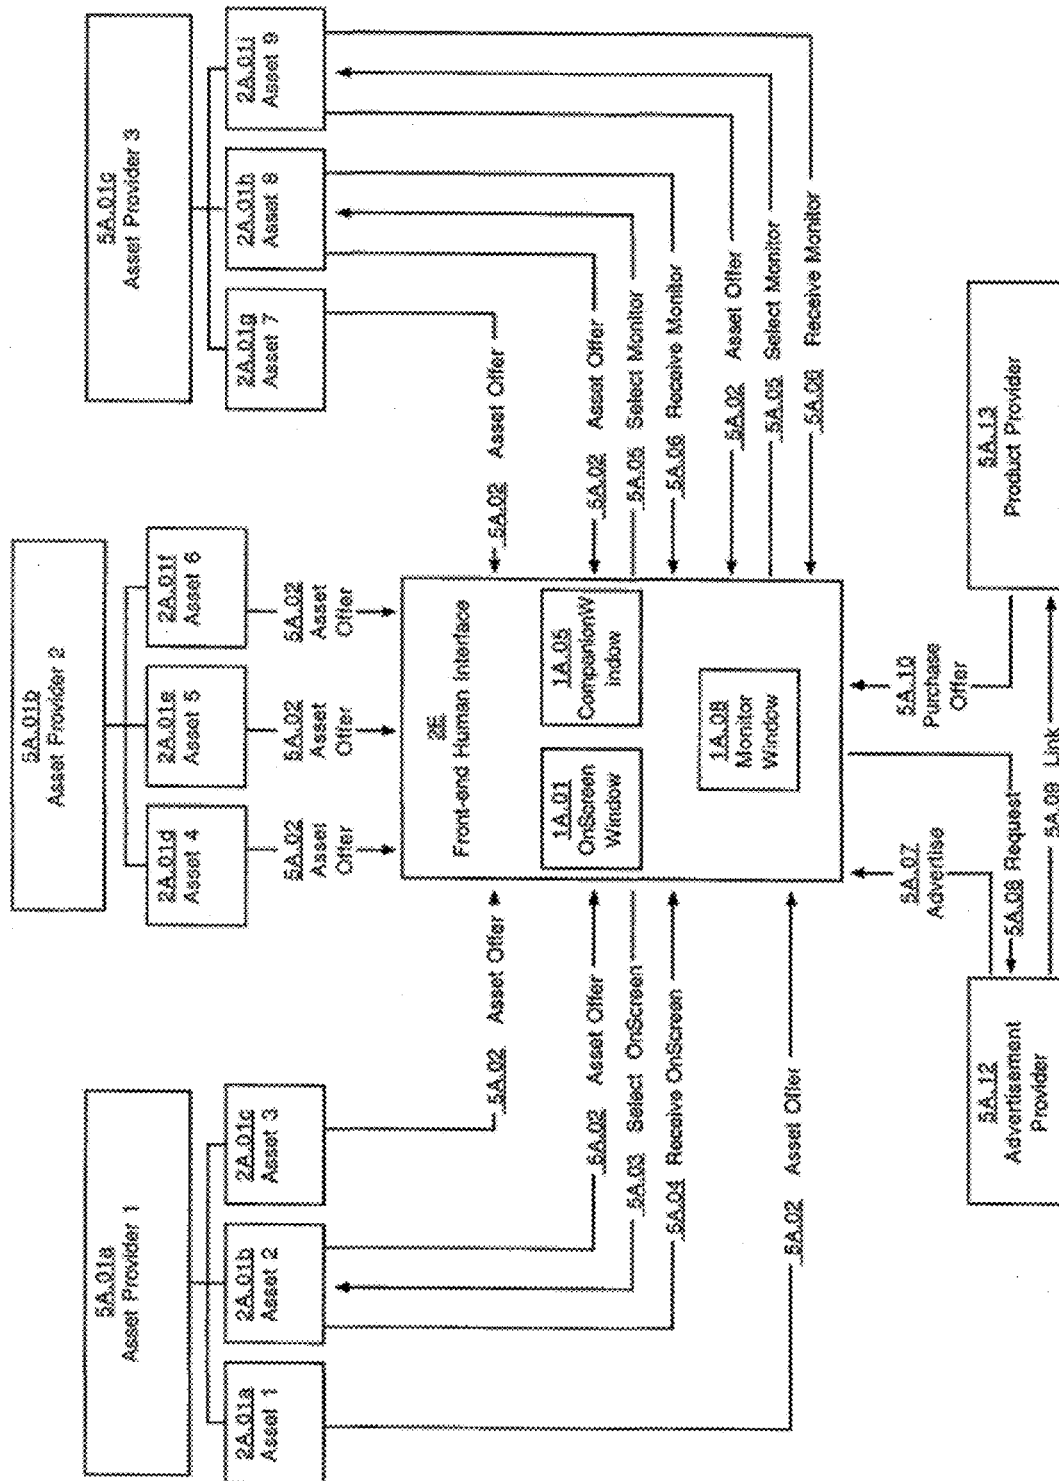 5A.01a
Asset Provider 1
2A.01a
Asset 1
2A.01b
Asset 2
2A.01c
Asset 3
5A.01b
Asset Provider 2
2A.01d
Asset 4
2A.01e
Asset 5
2A.01f
Asset 6
5A.01c
Asset Provider 3
2A.01g
Asset 7
2A.01h
Asset 8
2A.01i
Asset 9
5A.02 Asset Offer
5A.02 Asset Offer
5A.03 Select OnScreen
5A.04 Receive OnScreen
5A.02 Asset Offer
5A.02
Asset
Offer
5A.02
Asset
Offer
5A.02
Asset
Offer
2E
Front-end Human Interface
1A.01
OnScreen
Window
1A.05
CompanionW
indow
1A.08
Monitor
Window
5A.02 Asset Offer
5A.02 Asset Offer
5A.05 Select Monitor
5A.06 Receive Monitor
5A.02 Asset Offer
5A.05 Select Monitor
5A.06 Receive Monitor
5A.07
Advertise
5A.08 Request
5A.09 Link
5A.10
Purchase
Offer
5A.12
Advertisement
Provider
5A.13
Product Provider